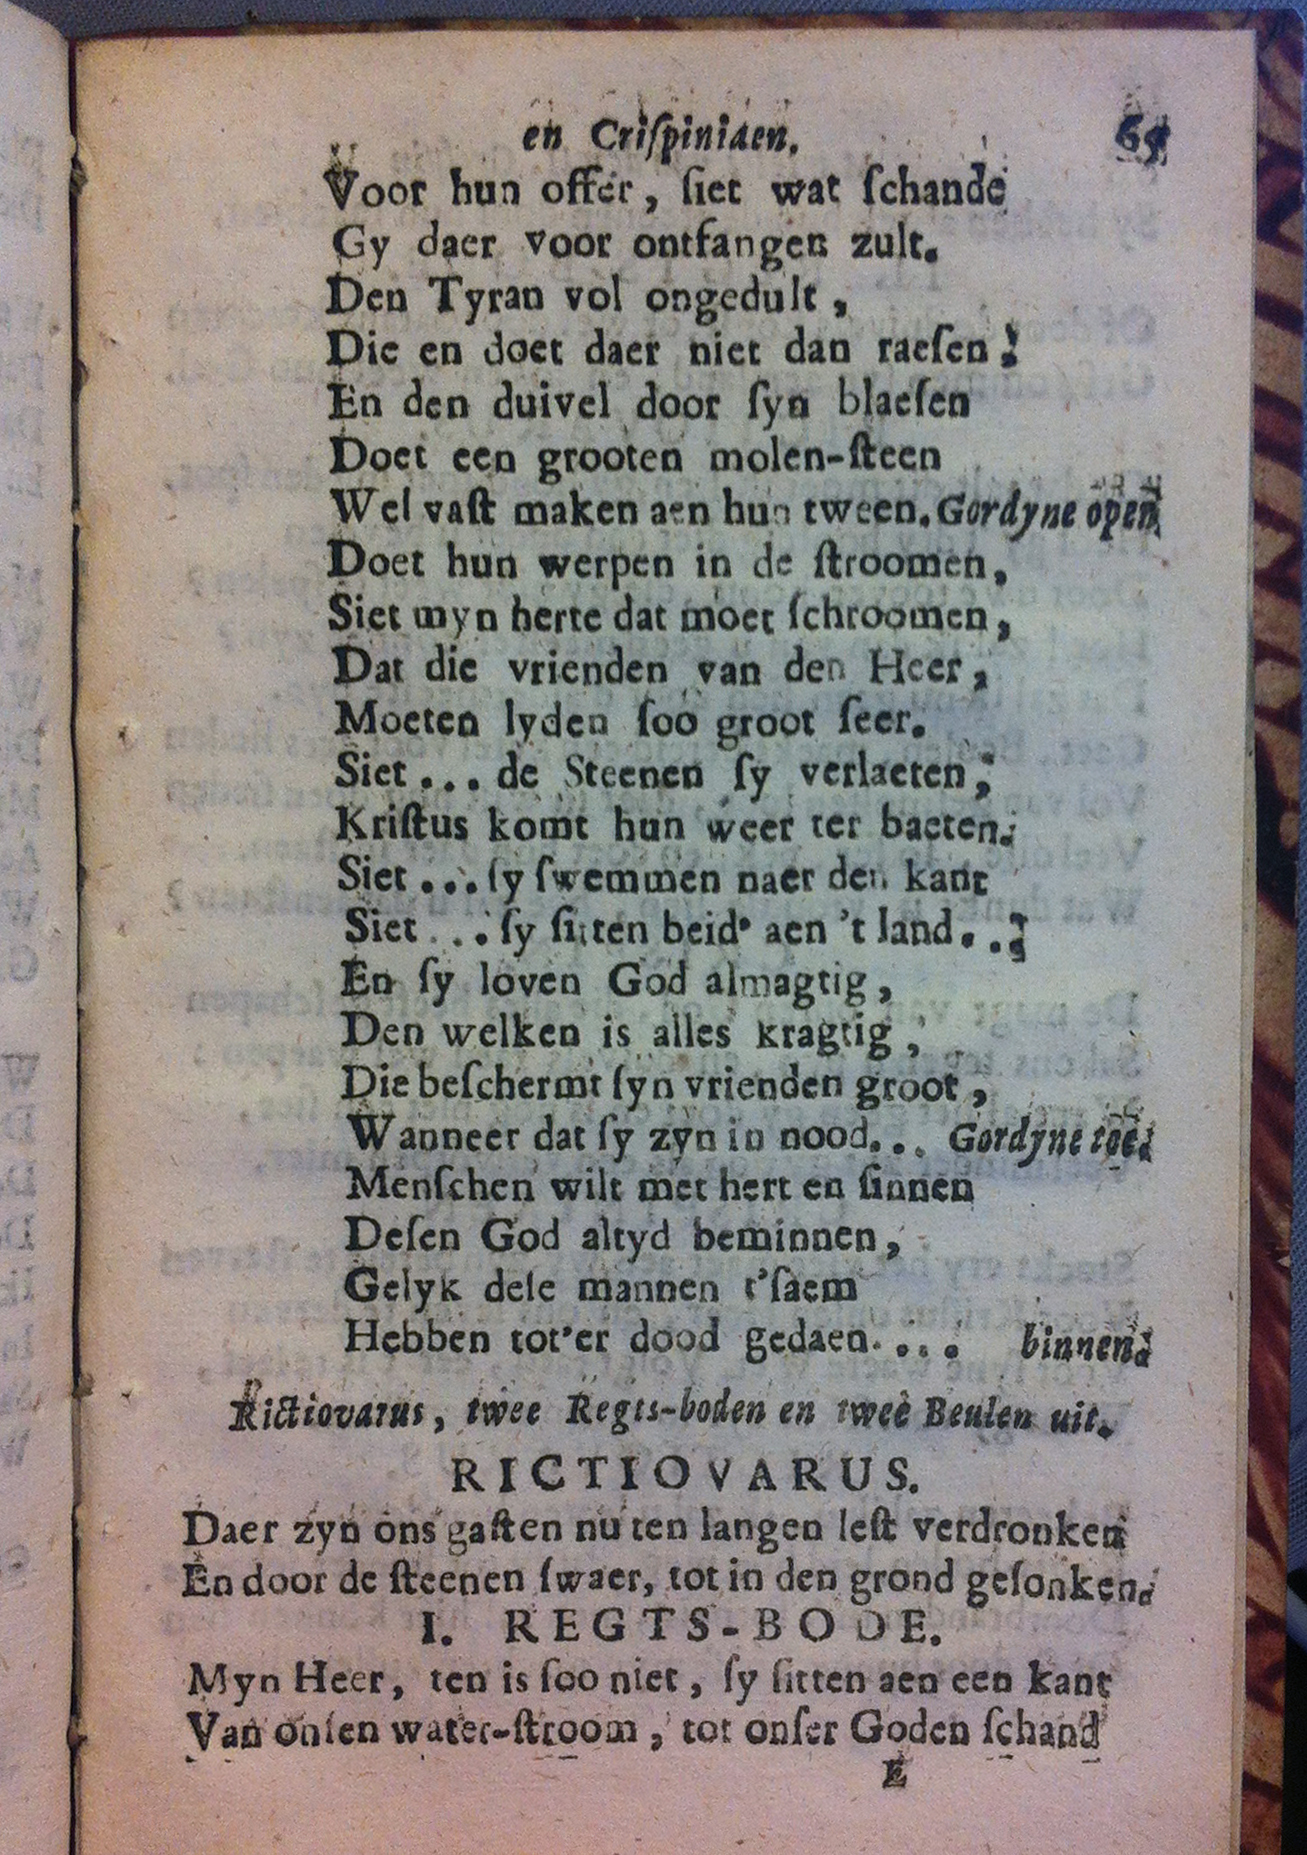 en Criſpiniaen. 65
Voor hun offer, ſiet wat ſchande
Gy daer voor ontfangen zult.
Den Tyran vol ongedult,
Die en doet daer niet dan raeſen:
En den duivel door ſyn blaeſen
Doet een grooten molen-ſteen
Wel vaſt maken aen hun tween. Gordyne open
Doet hun werpen in de ſtroomen,
Siet myn herte dat moet ſchroomen,
Dat die vrienden van den Heer,
Moeten lyden ſoo groot ſeer.
Siet... de Steenen ſy verlaeten;
Kriſtus komt hun weer ter baeten.
Siet... ſy ſwemmen naer den kant
Siet... ſy ſitten beid' aen 't land...
En ſy loven God almagtig,
Den welken is alles kragtig,
Die beſchermt ſyn vrienden groot,
Wanneer dat ſy zyn in nood... Gordyne toe.
Menſchen wilt met hert en ſinnen
Deſen God altyd beminnen,
Gelyk deſe mannen t'ſaem
Hebben tot'er dood gedaen.... binnen.
Rictiovarus, twee Regts-boden en twee Beulen uit.
RICTIOVARUS.
Daer zyn ons gaſten nu ten langen leſt verdronken
En door de ſteenen ſwaer, tot in den grond geſonken.
I. REGTS-BODE.
Myn Heer, ten is ſoo niet, ſy ſitten aen een kant
Van onſen water-ſtroom, tot onſer Goden ſchand
E